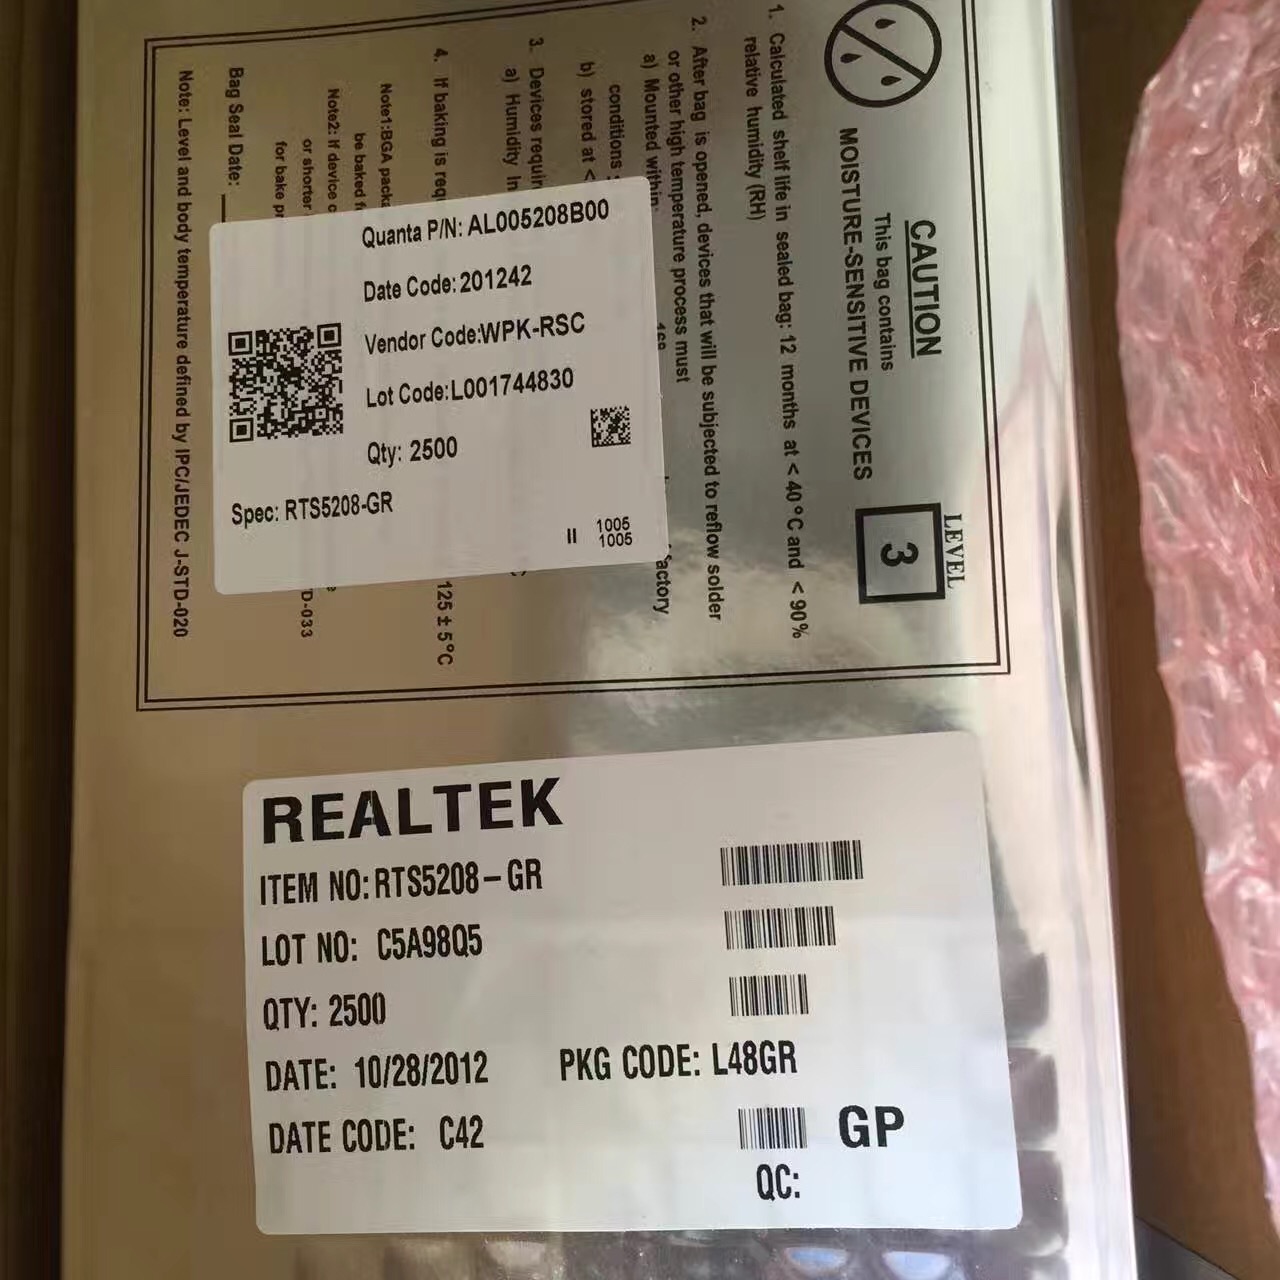 CAUTION
This bag contains
MOISTURE-SENSITIVE DEVICES
LEVEL
3
1. Calculated shelf life in sealed bag: 12 months at < 40°C and < 90%
relative humidity (RH)
2. After bag is opened, devices that will be subjected to reflow solder
or other high temperature process must
a) Mounted within:
actory
conditions
b) stored at <
3. Devices requir
a) Humidity In
4. If baking is req
125 ± 5°C
Note1:BGA packa
be baked f
Note2: If device c
or shorter
D-033
for bake pr
Bag Seal Date:
Note: Level and body temperature defined by IPC/JEDEC J-STD-020
Quanta P/N: AL005208B00
Date Code: 201242
Vendor Code:WPK-RSC
Lot Code:L001744830
Qty: 2500
Spec: RTS5208-GR
II
1005
1005
REALTEK
ITEM NO: RTS5208-GR
LOT NO: C5A98Q5
QTY: 2500
DATE: 10/28/2012 PKG CODE: L48GR
DATE CODE: C42
GP
QC: